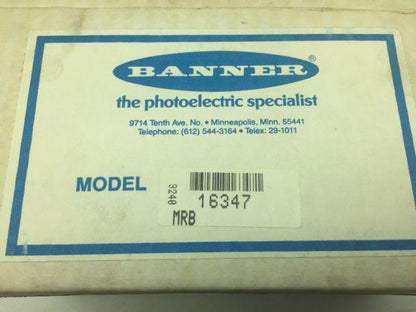 BANNER®
the photoelectric specialist
9714 Tenth Ave. No. • Minneapolis, Minn. 55441
Telephone: (612) 544-3164 • Telex: 29-1011
MODEL
9240
16347
MRB